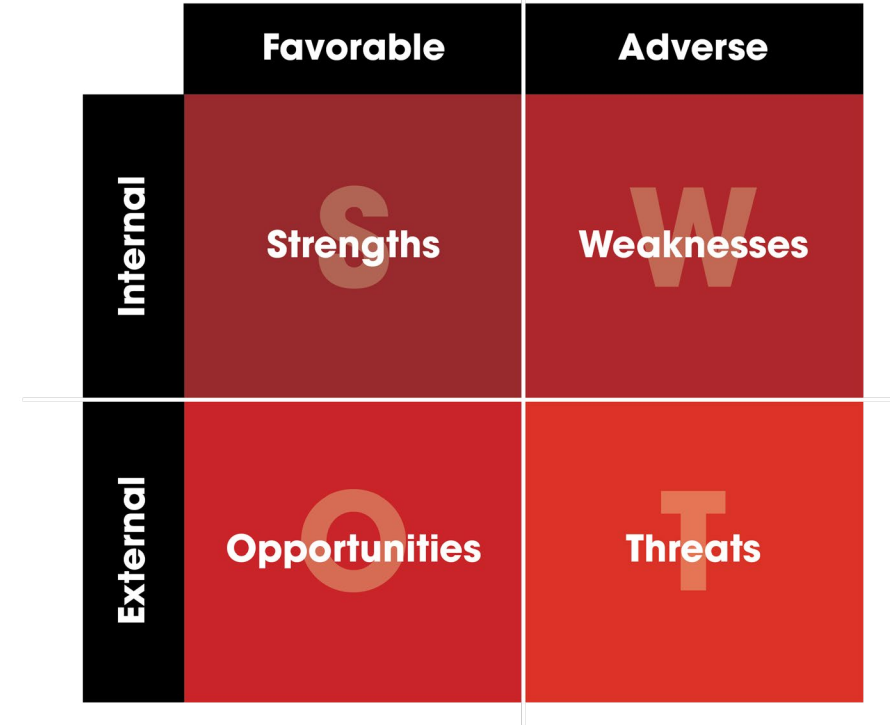 Favorable
Adverse
Internal
S
Strengths
W
Weaknesses
External
O
Opportunities
T
Threats